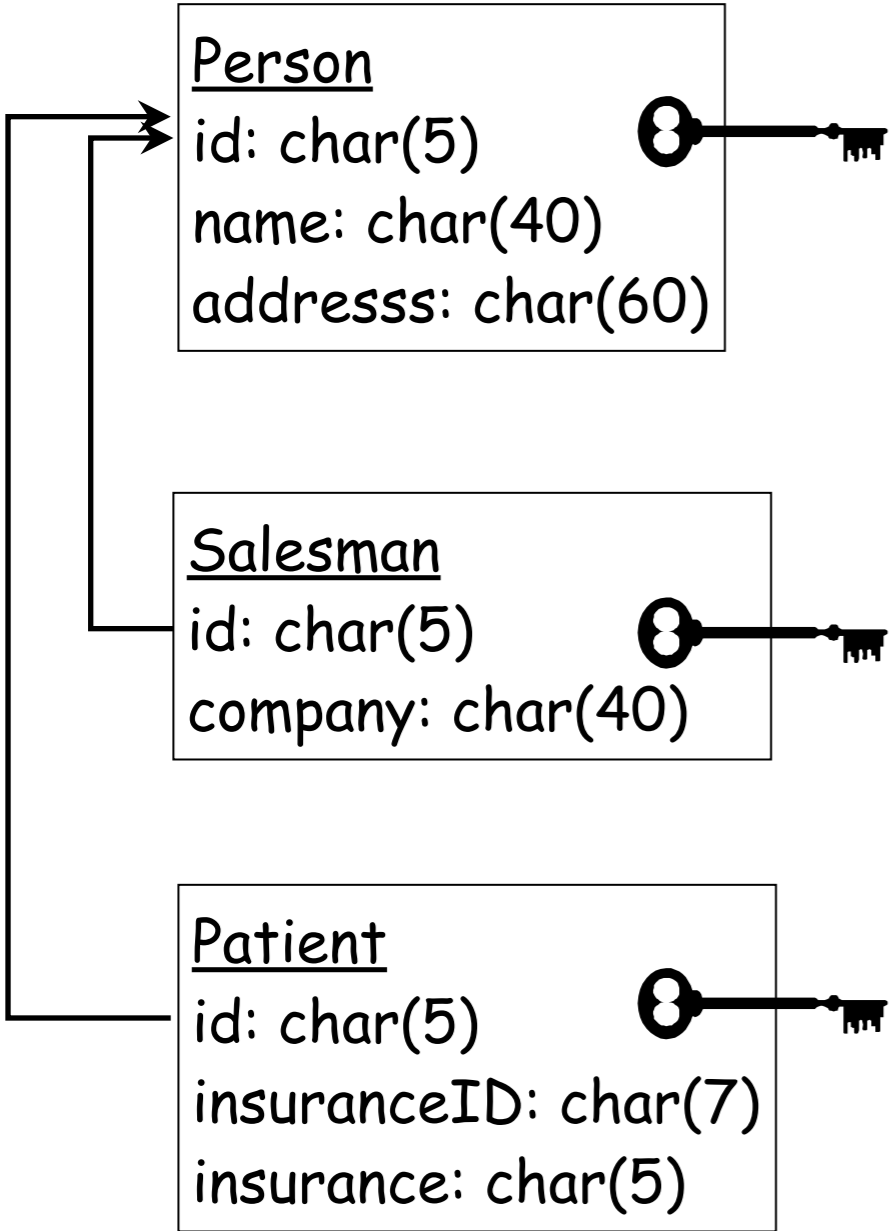 Person
id: char(5)
name: char(40)
addresss: char(60)
Salesman
id: char(5)
company: char(40)
Patient
id: char(5)
insuranceID: char(7)
insurance: char(5)